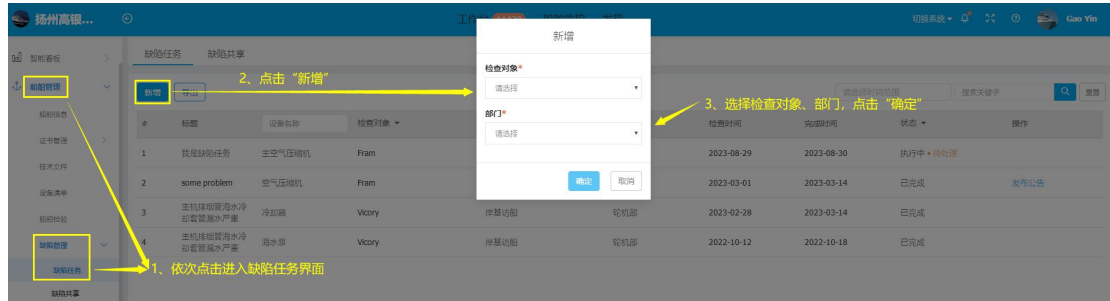 扬州高银...
工作台
船舶监控
发现
切换系统
Gao Yin
智能看板
船舶管理
船舶信息
证书管理
技术文件
设备清单
船舶检验
缺陷管理
缺陷任务
缺陷共享
缺陷任务 缺陷共享
新增 导出
2、点击“新增”
请选择时间范围 搜索关键字 重置
# 标题 设备名称 检查对象 检查时间 完成时间 状态 操作
1 我是缺陷任务 主空气压缩机 Fram 2023-08-29 2023-08-30 执行中 • 待处理
2 some problem 空气压缩机 Fram 2023-03-01 2023-03-14 已完成 发布公告
3 主机排烟管海水冷
却套管漏水严重 冷却器 Vicory 岸基访船 轮机部 2023-02-28 2023-03-14 已完成
4 主机排烟管海水冷
却套管漏水严重 海水泵 Vicory 岸基访船 轮机部 2022-10-12 2022-10-18 已完成
1、依次点击进入缺陷任务界面
新增
检查对象*
请选择
部门*
请选择
确定 取消
3、选择检查对象、部门，点击“确定”